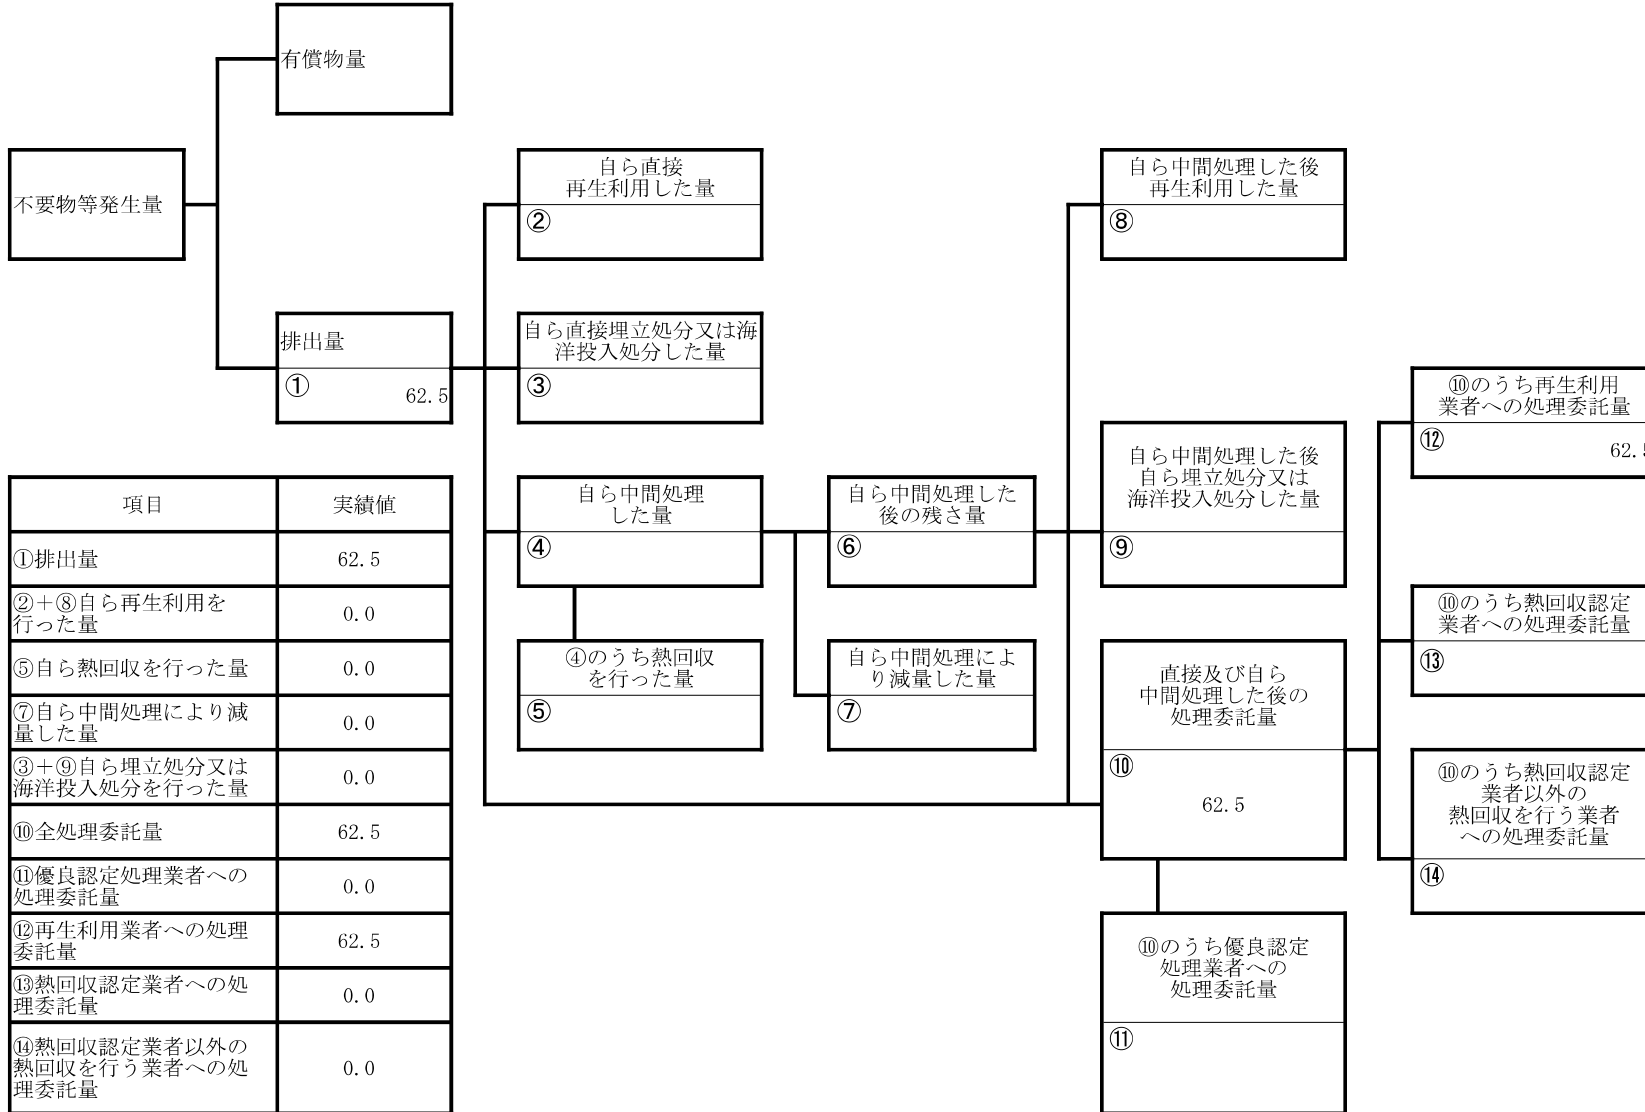 有償物量
不要物等発生量
自ら直接
再生利用した量
②
自ら中間処理した後
再生利用した量
⑧
排出量
①
62.5
自ら直接埋立処分又は海
洋投入処分した量
③
⑩のうち再生利用
業者への処理委託量
⑫
62.5
自ら中間処理
した量
④
自ら中間処理した
後の残さ量
⑥
自ら中間処理した後
自ら埋立処分又は
海洋投入処分した量
⑨
④のうち熱回収
を行った量
⑤
自ら中間処理によ
り減量した量
⑦
直接及び自ら
中間処理した後の
処理委託量
⑩
62.5
⑩のうち熱回収認定
業者への処理委託量
⑬
⑩のうち熱回収認定
業者以外の
熱回収を行う業者
への処理委託量
⑭
⑩のうち優良認定
処理業者への
処理委託量
⑪
項目 実績値
①排出量 62.5
②＋⑧自ら再生利用を
行った量 0.0
⑤自ら熱回収を行った量 0.0
⑦自ら中間処理により減
量した量 0.0
③＋⑨自ら埋立処分又は
海洋投入処分を行った量 0.0
⑩全処理委託量 62.5
⑪優良認定処理業者への
処理委託量 0.0
⑫再生利用業者への処理
委託量 62.5
⑬熱回収認定業者への処
理委託量 0.0
⑭熱回収認定業者以外の
熱回収を行う業者への処
理委託量 0.0